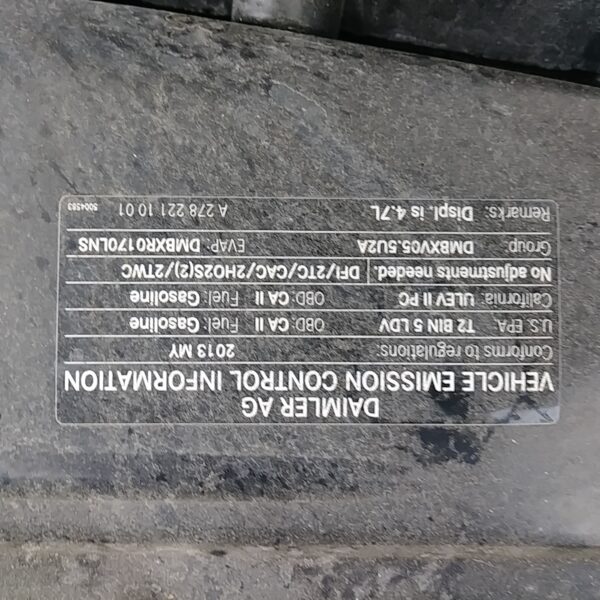 DAIMLER AG
VEHICLE EMISSION CONTROL INFORMATION
Conforms to regulations: 2013 MY
U.S. EPA: T2 BIN 5 LDV OBD: CA II Fuel: Gasoline
California: ULEV II PC OBD: CA II Fuel: Gasoline
No adjustments needed. DFI/2TC/CAC/2HO2S(2)/2TWC
Group: DMBXV05.5U2A EVAP: DMBXR0170LNS
Remarks: Displ. is 4.7L A 278 221 10 01 5004563